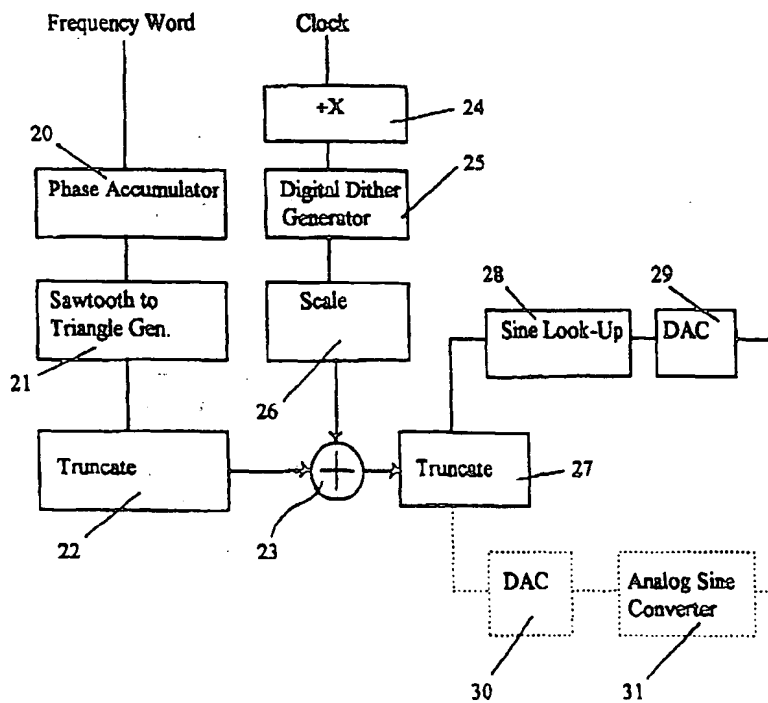 Frequency Word
Clock
+X
24
20
Phase Accumulator
Digital Dither
Generator
25
Sawtooth to
Triangle Gen.
21
Scale
26
28
Sine Look-Up
29
DAC
Truncate
22
23
Truncate
27
DAC
30
Analog Sine
Converter
31